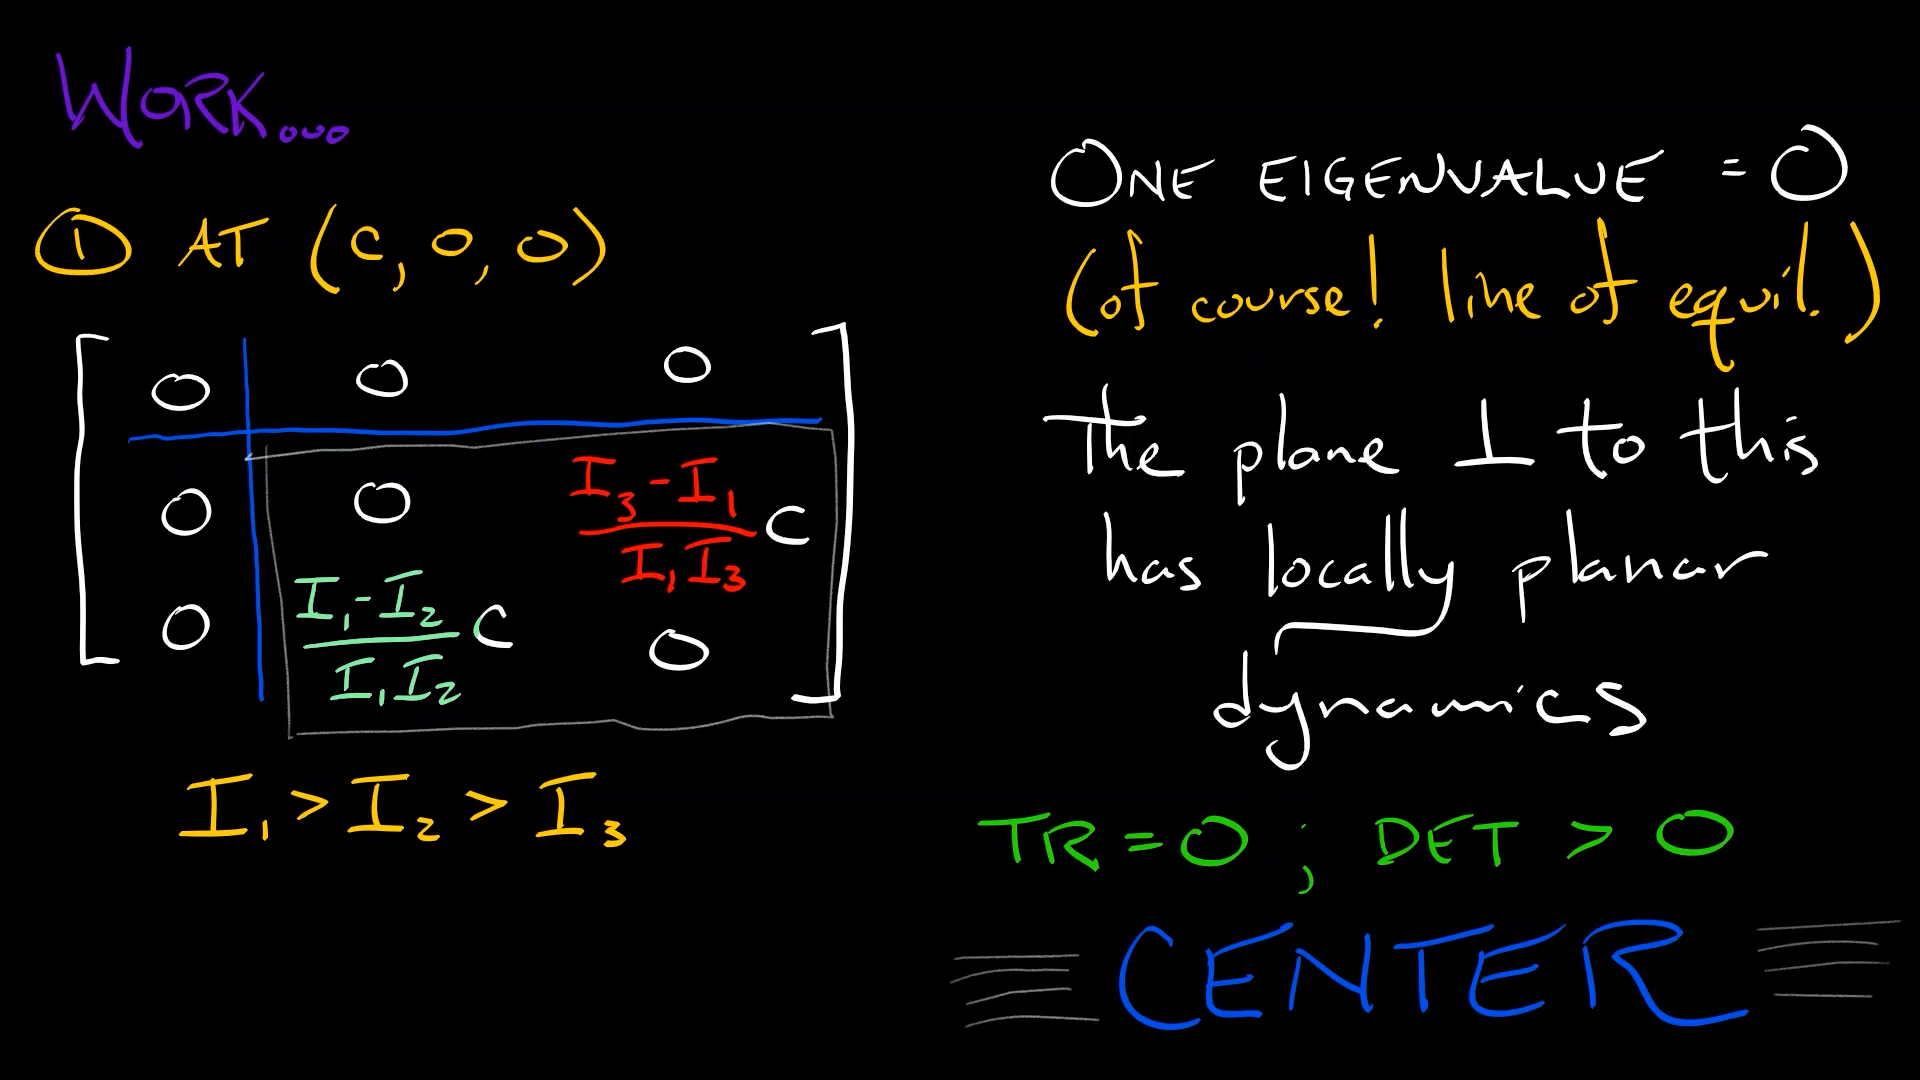 WORK...
① AT (C, 0, 0)
0 0 0
0 0 I₃-I₁/I₁I₃ C
0 I₁-I₂/I₁I₂ C 0
I₁ > I₂ > I₃
ONE EIGENVALUE = 0
(of course! line of equil.)
The plane ⊥ to this
has locally planar
dynamics
TR = 0 ; DET > 0
CENTER